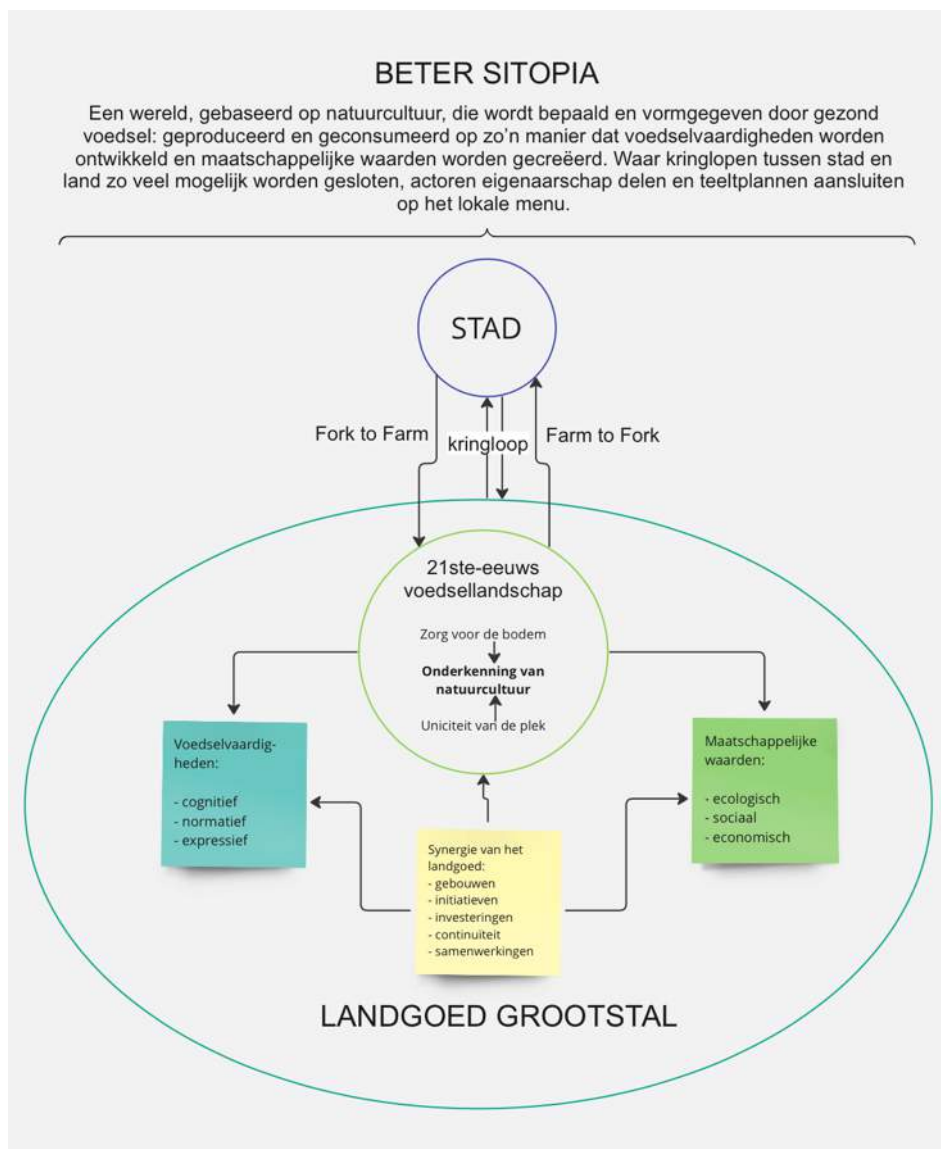 BETER SITOPIA
Een wereld, gebaseerd op natuurcultuur, die wordt bepaald en vormgegeven door gezond
voedsel: geproduceerd en geconsumeerd op zo’n manier dat voedselvaardigheden worden
ontwikkeld en maatschappelijke waarden worden gecreëerd. Waar kringlopen tussen stad en
land zo veel mogelijk worden gesloten, actoren eigenaarschap delen en teeltplannen aansluiten
op het lokale menu.
STAD
Fork to Farm
kringloop
Farm to Fork
21ste-eeuws
voedsellandschap
Zorg voor de bodem
Onderkenning van
natuurcultuur
Uniciteit van de plek
Voedselvaardig-
heden:
- cognitief
- normatief
- expressief
Maatschappelijke
waarden:
- ecologisch
- sociaal
- economisch
Synergie van het
landgoed:
- gebouwen
- initiatieven
- investeringen
- continuïteit
- samenwerkingen
LANDGOED GROOTSTAL